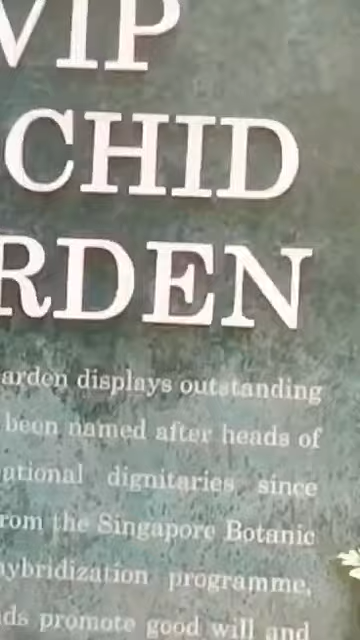 VIP
CHID
RDEN
arden displays outstanding
been named after heads of
ational dignitaries since
rom the Singapore Botanic
hybridization programme,
ds promote good will and